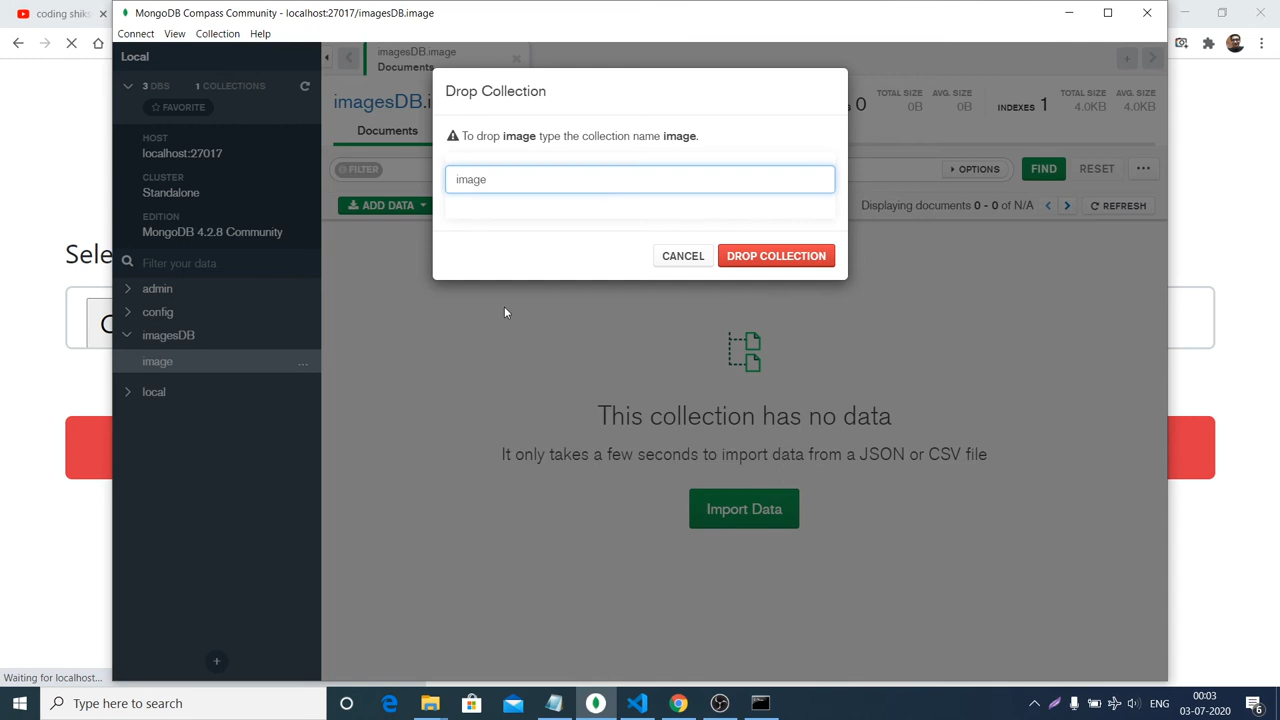 coding shiks
MongoDB Compass Community - localhost:27017/imagesDB.image
Connect View Collection Help
Local
3 DBS 1 COLLECTIONS
FAVORITE
HOST
localhost:27017
CLUSTER
Standalone
EDITION
MongoDB 4.2.8 Community
Filter your data
admin
config
imagesDB
image ...
local
imagesDB.image
Documents
imagesDB.i
0
TOTAL SIZE
0B
AVG. SIZE
0B
INDEXES 1
TOTAL SIZE
4.0KB
AVG. SIZE
4.0KB
Documents
FILTER
OPTIONS
FIND
RESET
ADD DATA
Displaying documents 0 - 0 of N/A
REFRESH
Drop Collection
To drop image type the collection name image.
image
CANCEL
DROP COLLECTION
This collection has no data
It only takes a few seconds to import data from a JSON or CSV file
Import Data
Sele
Waiting for localhost...
Type here to search
ENG
00:03
03-07-2020
6